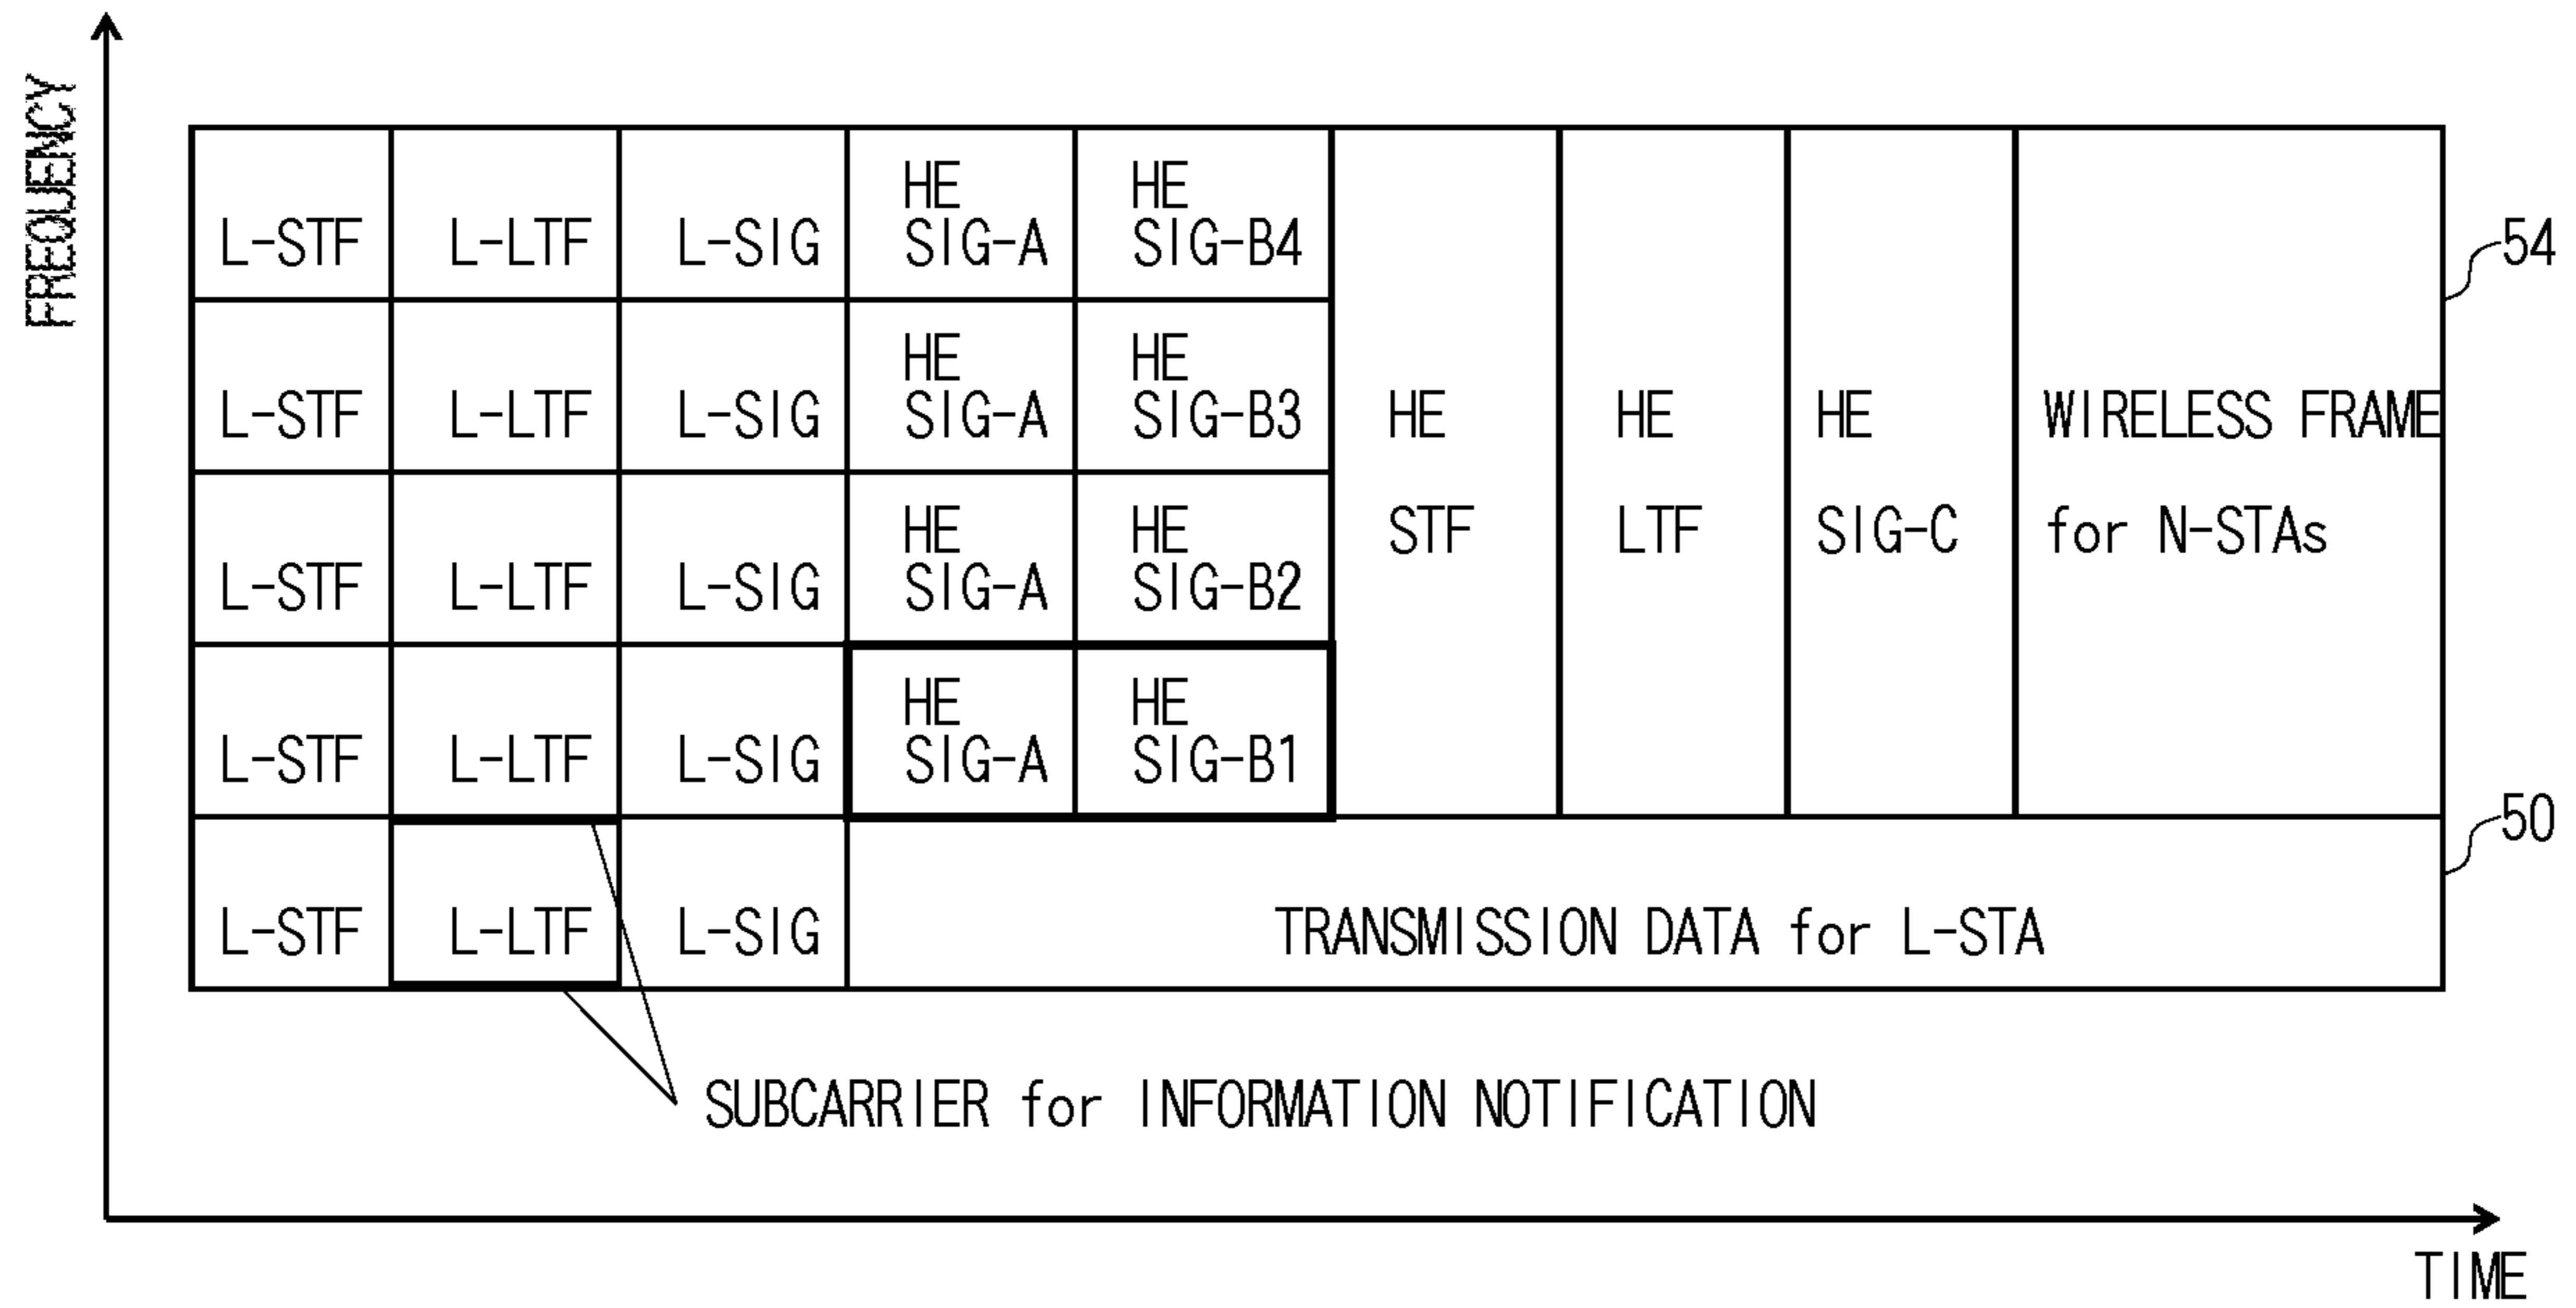 FREQUENCY
HE HE
L-STF L-LTF L-SIG SIG-A SIG-B4 54
HE HE
L-STF L-LTF L-SIG SIG-A SIG-B3 HE HE HE WIRELESS FRAME
HE HE STF LTF SIG-C for N-STAs
L-STF L-LTF L-SIG SIG-A SIG-B2
HE HE
L-STF L-LTF L-SIG SIG-A SIG-B1
50
L-STF L-LTF L-SIG TRANSMISSION DATA for L-STA
SUBCARRIER for INFORMATION NOTIFICATION
TIME